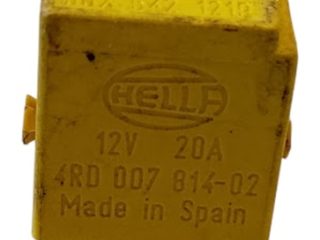 HELLA
12V 20A
4RD 007 814-02
Made in Spain